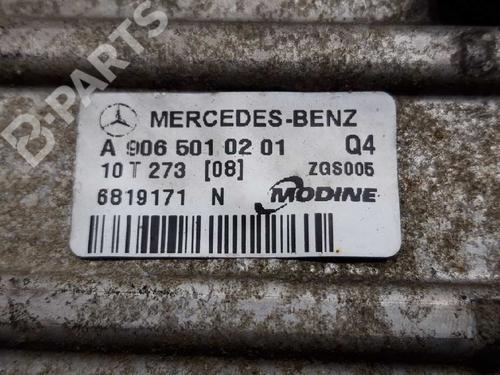 B-PARTS
MERCEDES-BENZ
A 906 501 02 01 Q4
10 T 273 [08] ZGS005
6819171 N MODINE